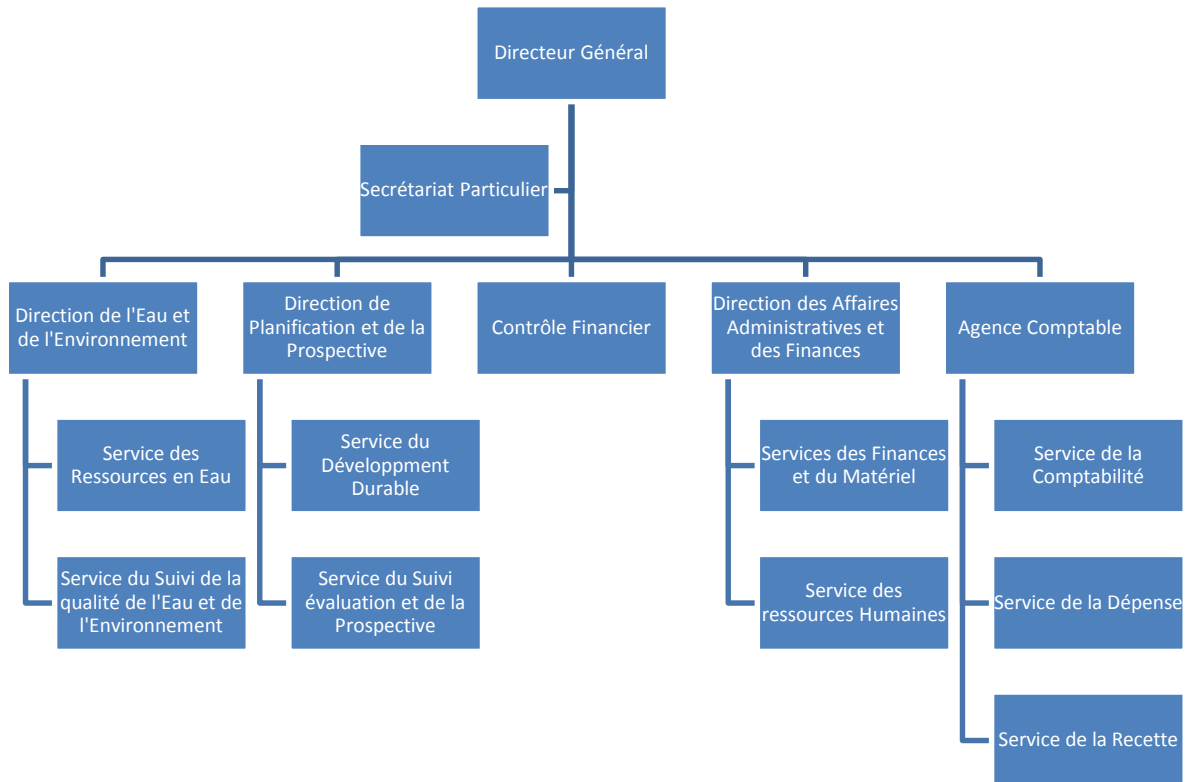 Directeur Général
Secrétariat Particulier
Direction de l'Eau et
de l'Environnement
Direction de
Planification et de la
Prospective
Contrôle Financier
Direction des Affaires
Administratives et
des Finances
Agence Comptable
Service des
Ressources en Eau
Service du
Développment
Durable
Services des Finances
et du Matériel
Service de la
Comptabilité
Service du Suivi de la
qualité de l'Eau et de
l'Environnement
Service du Suivi
évaluation et de la
Prospective
Service des
ressources Humaines
Service de la Dépense
Service de la Recette